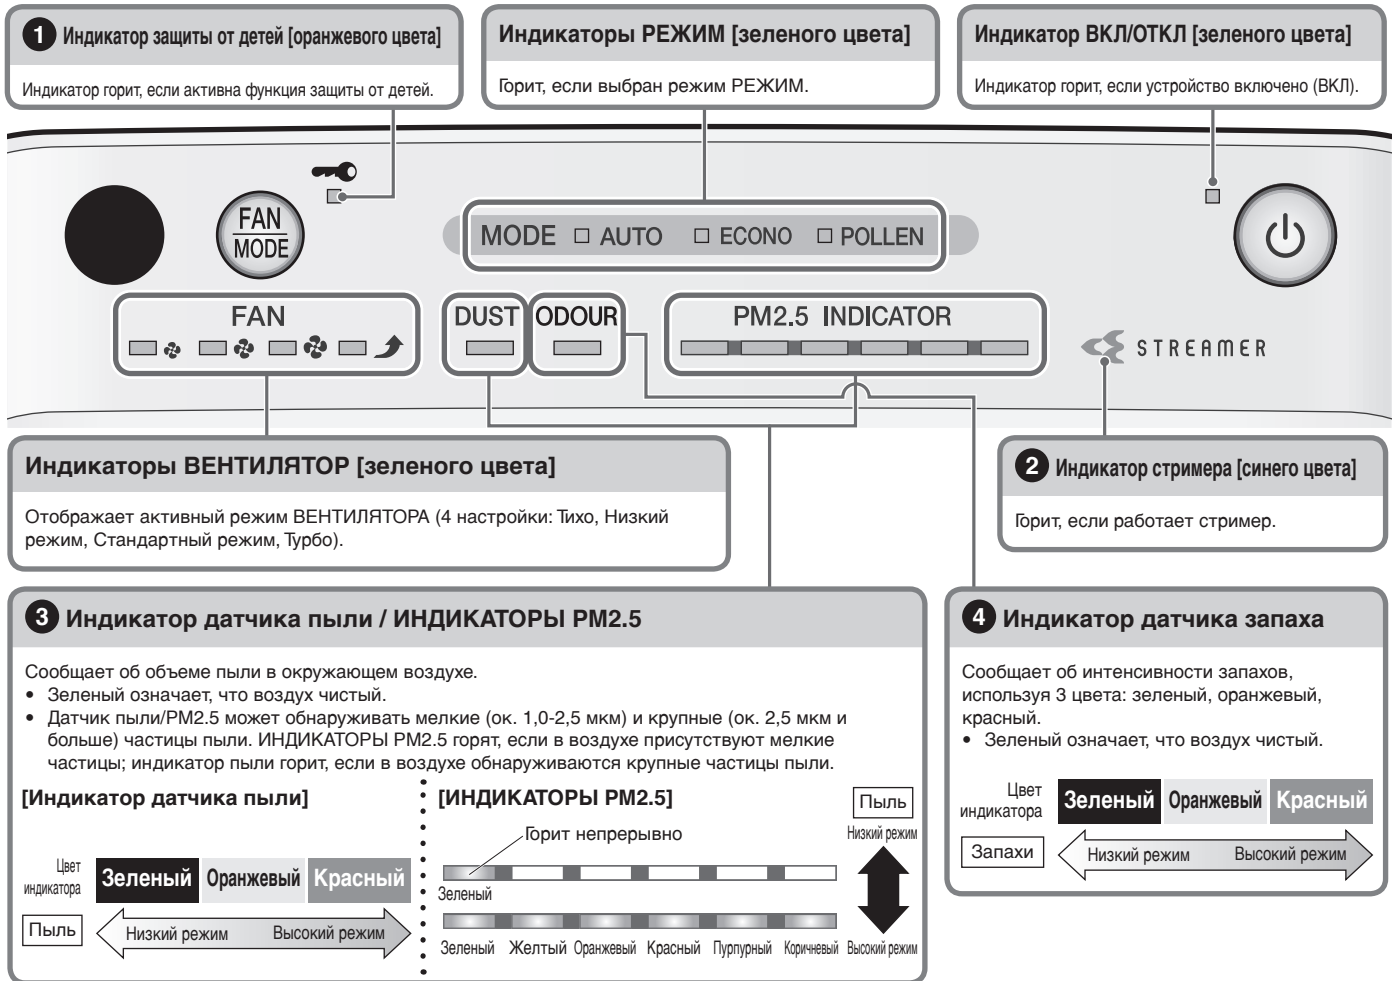 1 Индикатор защиты от детей [оранжевого цвета]
Индикатор горит, если активна функция защиты от детей.
Индикаторы РЕЖИМ [зеленого цвета]
Горит, если выбран режим РЕЖИМ.
Индикатор ВКЛ/ОТКЛ [зеленого цвета]
Индикатор горит, если устройство включено (ВКЛ).
FAN
MODE
MODE AUTO ECONO POLLEN
FAN
DUST
ODOUR
PM2.5 INDICATOR
STREAMER
Индикаторы ВЕНТИЛЯТОР [зеленого цвета]
Отображает активный режим ВЕНТИЛЯТОРА (4 настройки: Тихо, Низкий
режим, Стандартный режим, Турбо).
2 Индикатор стримера [синего цвета]
Горит, если работает стример.
3 Индикатор датчика пыли / ИНДИКАТОРЫ PM2.5
Сообщает об объеме пыли в окружающем воздухе.
• Зеленый означает, что воздух чистый.
• Датчик пыли/PM2.5 может обнаруживать мелкие (ок. 1,0-2,5 мкм) и крупные (ок. 2,5 мкм и
больше) частицы пыли. ИНДИКАТОРЫ PM2.5 горят, если в воздухе присутствуют мелкие
частицы; индикатор пыли горит, если в воздухе обнаруживаются крупные частицы пыли.
[Индикатор датчика пыли]
Цвет
индикатора
Зеленый Оранжевый Красный
Пыль
Низкий режим Высокий режим
[ИНДИКАТОРЫ PM2.5]
Горит непрерывно
Зеленый
Зеленый Желтый Оранжевый Красный Пурпурный Коричневый
Пыль
Низкий режим
Высокий режим
4 Индикатор датчика запаха
Сообщает об интенсивности запахов,
используя 3 цвета: зеленый, оранжевый,
красный.
• Зеленый означает, что воздух чистый.
Цвет
индикатора
Зеленый Оранжевый Красный
Запахи
Низкий режим Высокий режим